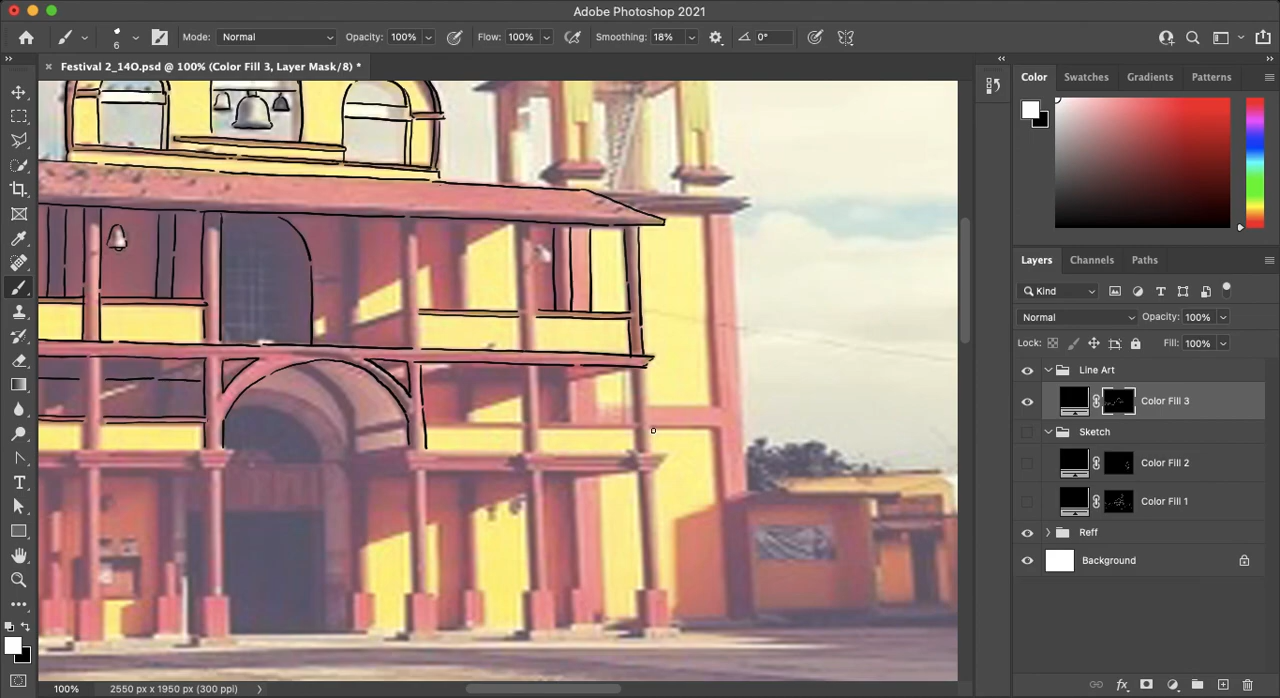 Adobe Photoshop 2021
6
Mode: Normal
Opacity: 100%
Flow: 100%
Smoothing: 18%
0°
Festival 2_14O.psd @ 100% (Color Fill 3, Layer Mask/8) *
Color
Swatches
Gradients
Patterns
Layers
Channels
Paths
Kind
Normal
Opacity: 100%
Lock:
Fill: 100%
Line Art
Color Fill 3
Sketch
Color Fill 2
Color Fill 1
Reff
Background
100%
2550 px x 1950 px (300 ppi)